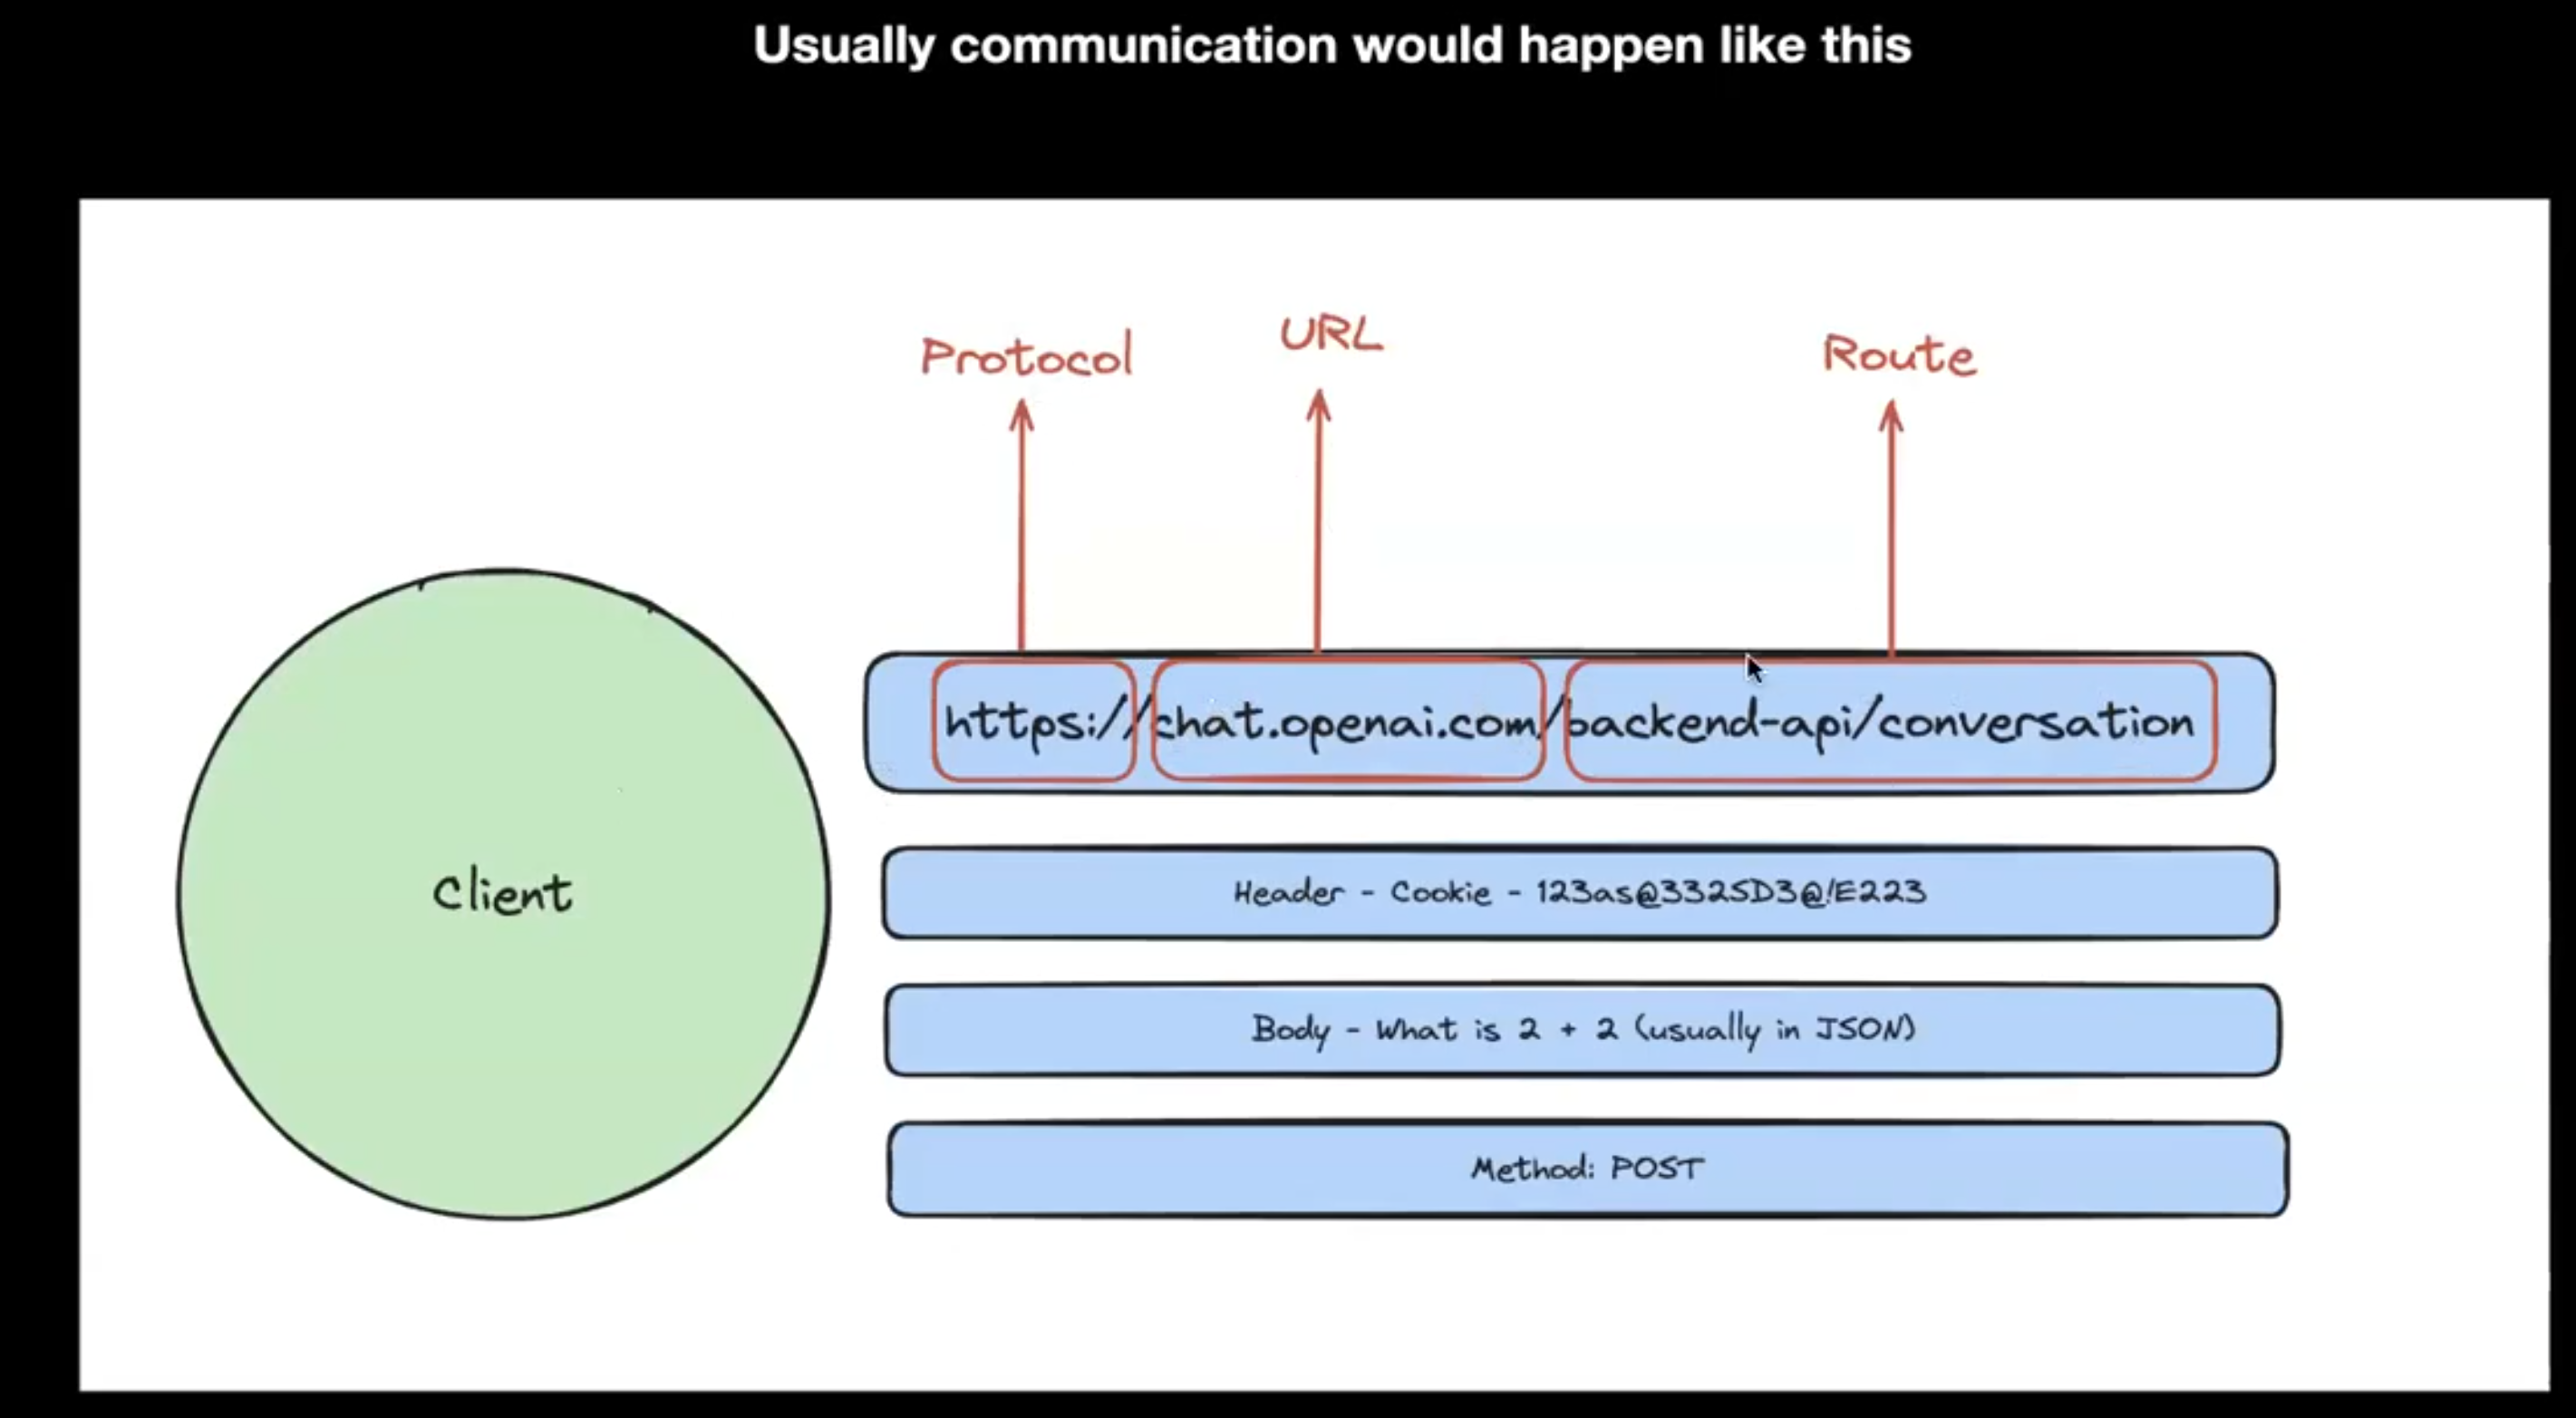 Usually communication would happen like this
Protocol
URL
Route
https://chat.openai.com/backend-api/conversation
Client
Header - Cookie - 123as@3325D3@!E223
Body - What is 2 + 2 (usually in JSON)
Method: POST